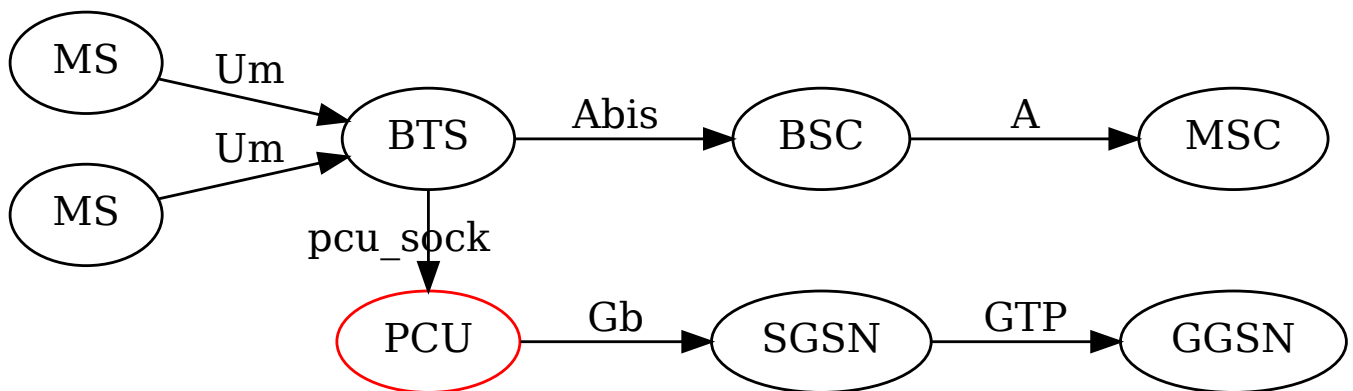 MS
Um
BTS
Abis
BSC
A
MSC
Um
MS
pcu_sock
PCU
Gb
SGSN
GTP
GGSN